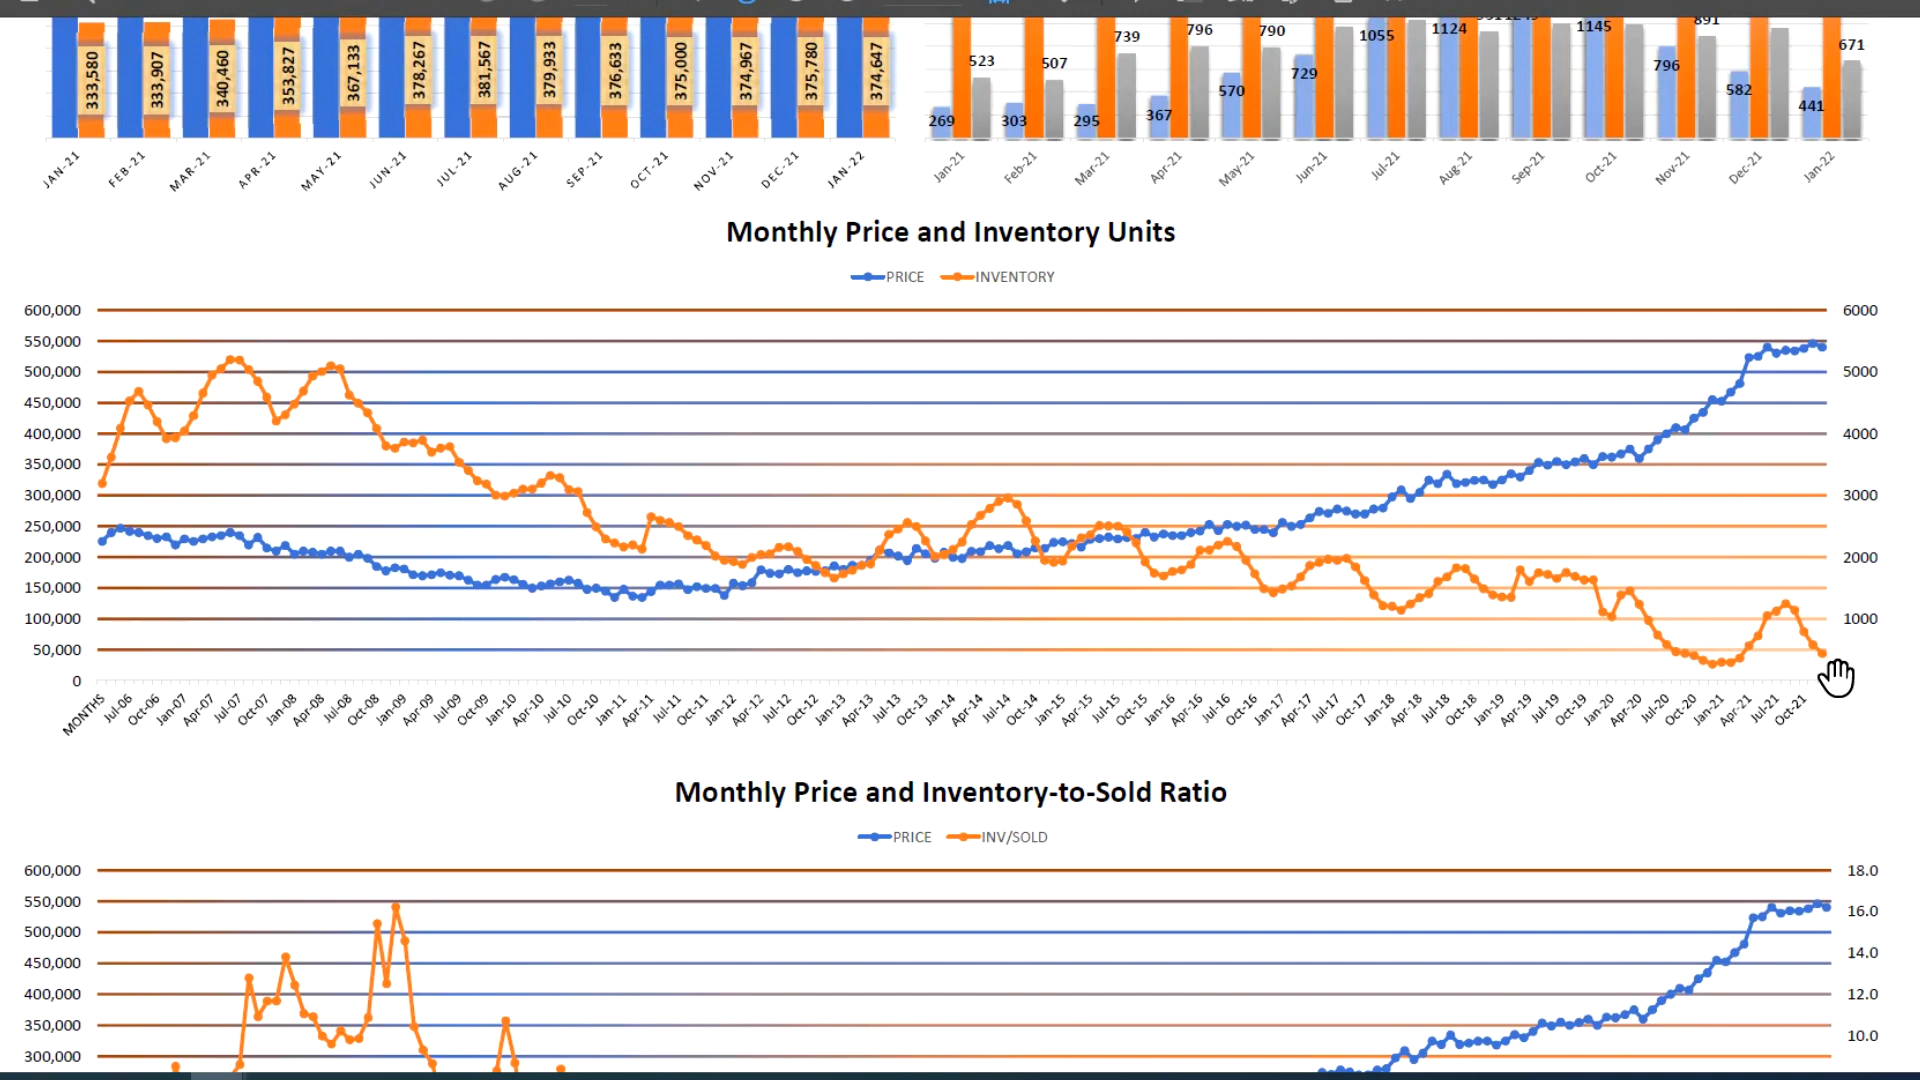 333,580 333,907 340,460 353,827 367,133 378,267 381,567 379,933 376,633 375,000 374,967 375,780 374,647
JAN-21 FEB-21 MAR-21 APR-21 MAY-21 JUN-21 JUL-21 AUG-21 SEP-21 OCT-21 NOV-21 DEC-21 JAN-22
269 523 303 507 295 739 367 796 570 790 729 1055 1124 1145 796 891 582 441 671
Jan-21 Feb-21 Mar-21 Apr-21 May-21 Jun-21 Jul-21 Aug-21 Sep-21 Oct-21 Nov-21 Dec-21 Jan-22
Monthly Price and Inventory Units
PRICE INVENTORY
600,000 6000
550,000
500,000 5000
450,000
400,000 4000
350,000
300,000 3000
250,000
200,000 2000
150,000
100,000 1000
50,000
0
MONTHS Jul-06 Oct-06 Jan-07 Apr-07 Jul-07 Oct-07 Jan-08 Apr-08 Jul-08 Oct-08 Jan-09 Apr-09 Jul-09 Oct-09 Jan-10 Apr-10 Jul-10 Oct-10 Jan-11 Apr-11 Jul-11 Oct-11 Jan-12 Apr-12 Jul-12 Oct-12 Jan-13 Apr-13 Jul-13 Oct-13 Jan-14 Apr-14 Jul-14 Oct-14 Jan-15 Apr-15 Jul-15 Oct-15 Jan-16 Apr-16 Jul-16 Oct-16 Jan-17 Apr-17 Jul-17 Oct-17 Jan-18 Apr-18 Jul-18 Oct-18 Jan-19 Apr-19 Jul-19 Oct-19 Jan-20 Apr-20 Jul-20 Oct-20 Jan-21 Apr-21 Jul-21 Oct-21
Monthly Price and Inventory-to-Sold Ratio
PRICE INV/SOLD
600,000 18.0
550,000 16.0
500,000
450,000 14.0
400,000 12.0
350,000 10.0
300,000